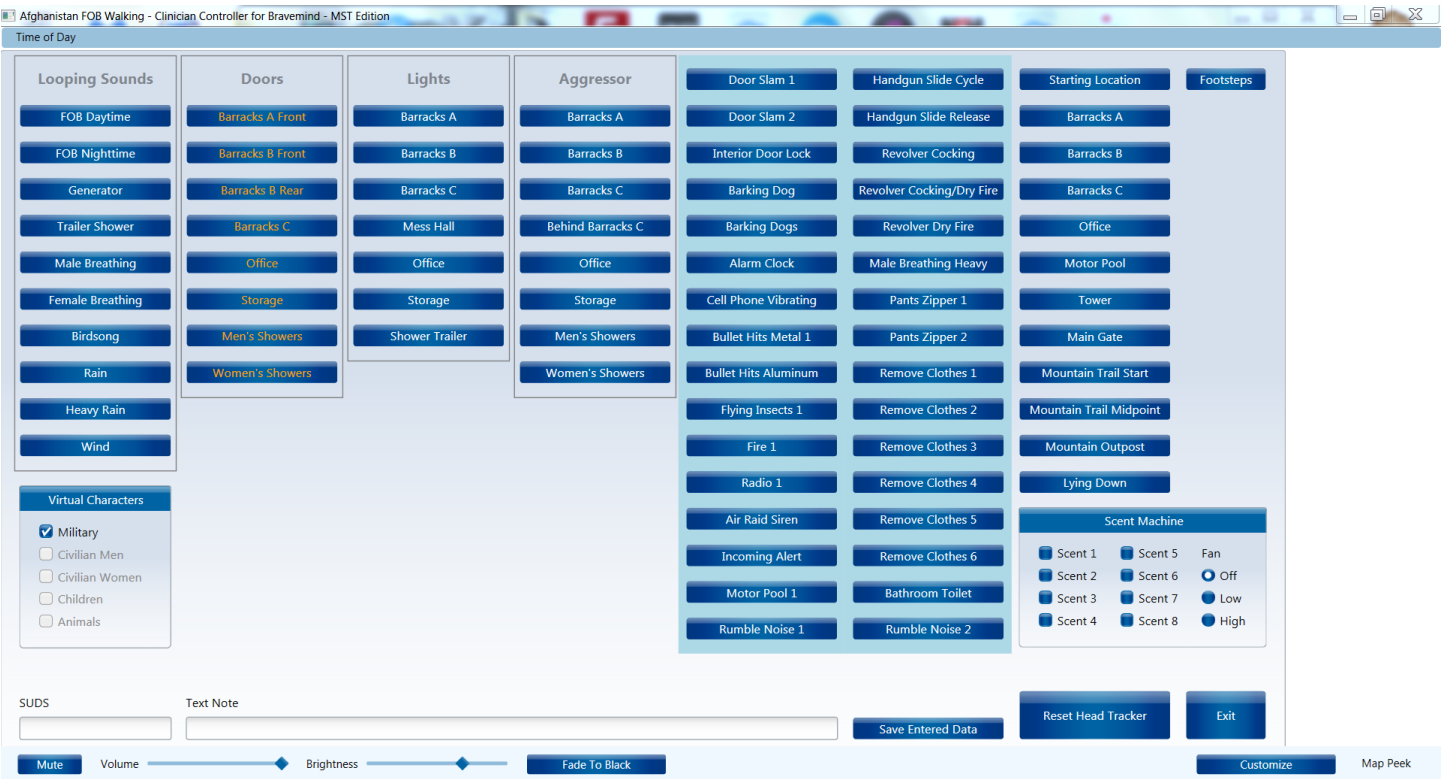 Afghanistan FOB Walking - Clinician Controller for Bravemind - MST Edition
Time of Day
Looping Sounds
FOB Daytime
FOB Nighttime
Generator
Trailer Shower
Male Breathing
Female Breathing
Birdsong
Rain
Heavy Rain
Wind
Doors
Barracks A Front
Barracks B Front
Barracks B Rear
Barracks C
Office
Storage
Men's Showers
Women's Showers
Lights
Barracks A
Barracks B
Barracks C
Mess Hall
Office
Storage
Shower Trailer
Aggressor
Barracks A
Barracks B
Barracks C
Behind Barracks C
Office
Storage
Men's Showers
Women's Showers
Door Slam 1
Door Slam 2
Interior Door Lock
Barking Dog
Barking Dogs
Alarm Clock
Cell Phone Vibrating
Bullet Hits Metal 1
Bullet Hits Aluminum
Flying Insects 1
Fire 1
Radio 1
Air Raid Siren
Incoming Alert
Motor Pool 1
Rumble Noise 1
Handgun Slide Cycle
Handgun Slide Release
Revolver Cocking
Revolver Cocking/Dry Fire
Revolver Dry Fire
Male Breathing Heavy
Pants Zipper 1
Pants Zipper 2
Remove Clothes 1
Remove Clothes 2
Remove Clothes 3
Remove Clothes 4
Remove Clothes 5
Remove Clothes 6
Bathroom Toilet
Rumble Noise 2
Starting Location
Barracks A
Barracks B
Barracks C
Office
Motor Pool
Tower
Main Gate
Mountain Trail Start
Mountain Trail Midpoint
Mountain Outpost
Lying Down
Footsteps
Virtual Characters
Military
Civilian Men
Civilian Women
Children
Animals
Scent Machine
Scent 1 Scent 5 Fan
Scent 2 Scent 6 Off
Scent 3 Scent 7 Low
Scent 4 Scent 8 High
SUDS
Text Note
Save Entered Data
Reset Head Tracker
Exit
Mute
Volume
Brightness
Fade To Black
Customize
Map Peek